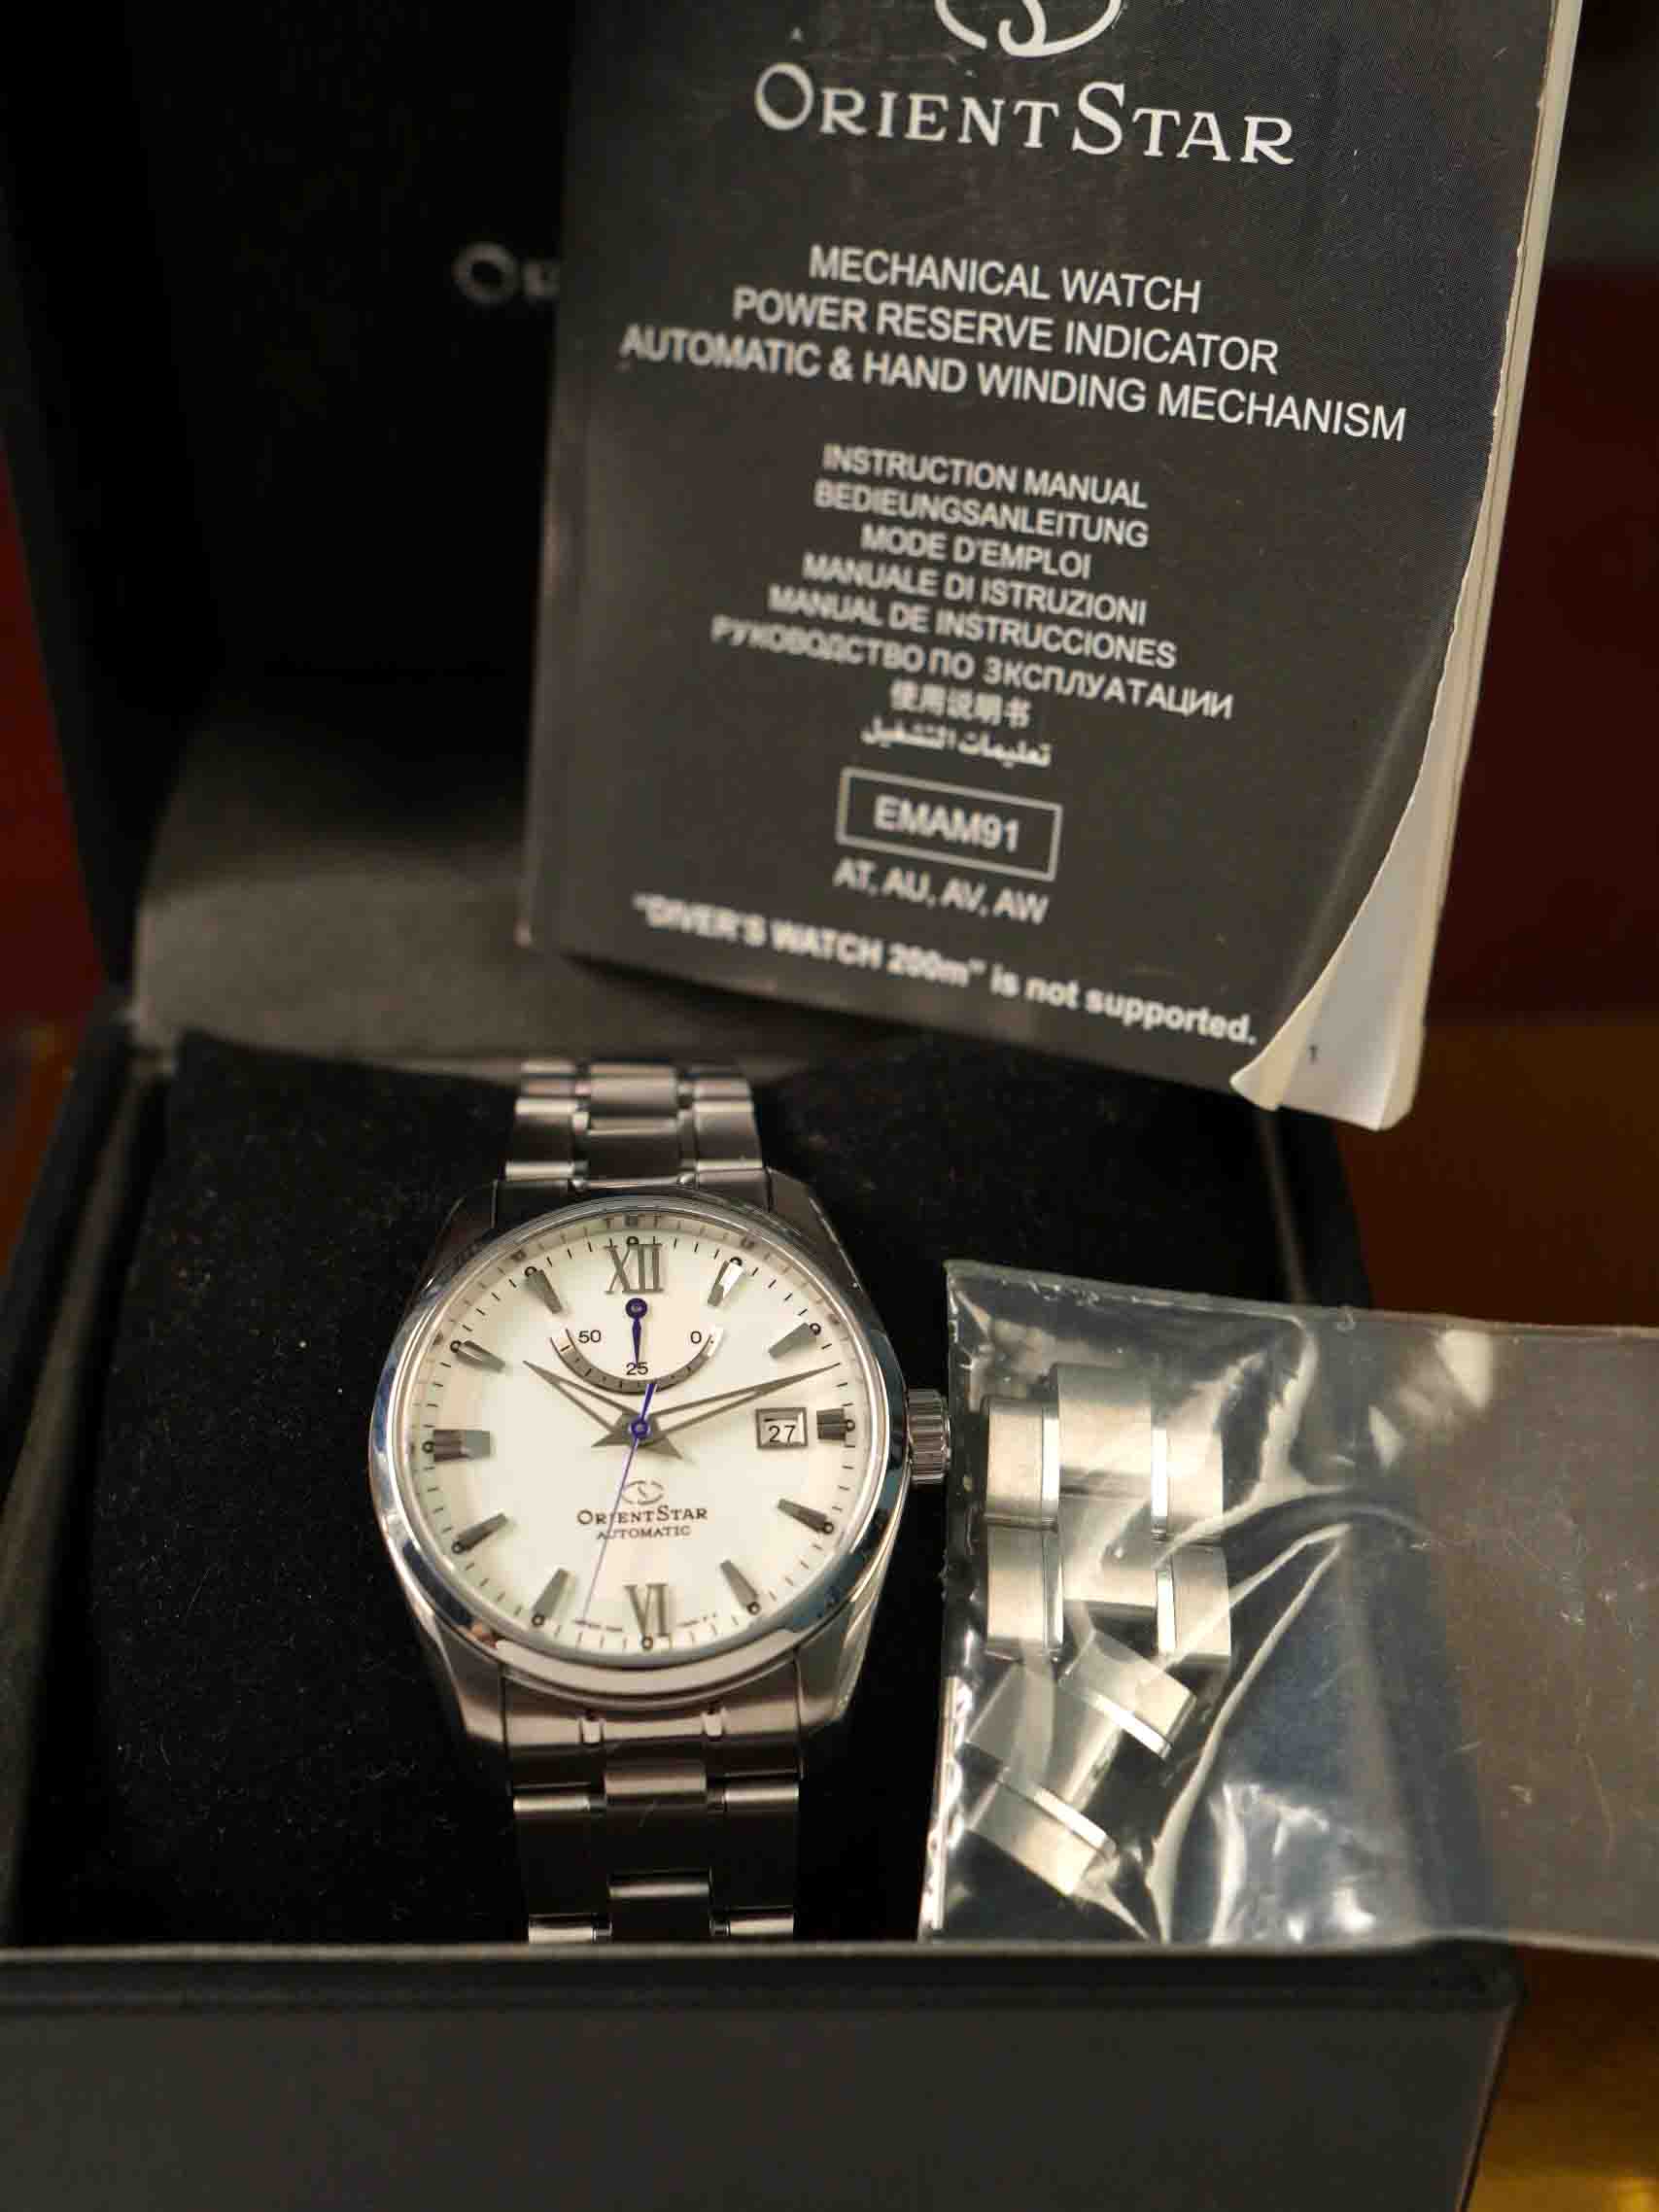 ORIENT STAR
MECHANICAL WATCH
POWER RESERVE INDICATOR
AUTOMATIC & HAND WINDING MECHANISM
INSTRUCTION MANUAL
BEDIEUNGSANLEITUNG
MODE D'EMPLOI
MANUALE DI ISTRUZIONI
MANUAL DE INSTRUCCIONES
РУКОВОДСТВО ПО ЗКСПЛУАТАЦИИ
使用说明书
تعليمات التشغيل
EMAM91
AT, AU, AV, AW
"DIVER'S WATCH 200m" is not supported.
1
XII
50 0
25
27
ORIENT STAR
AUTOMATIC
VI